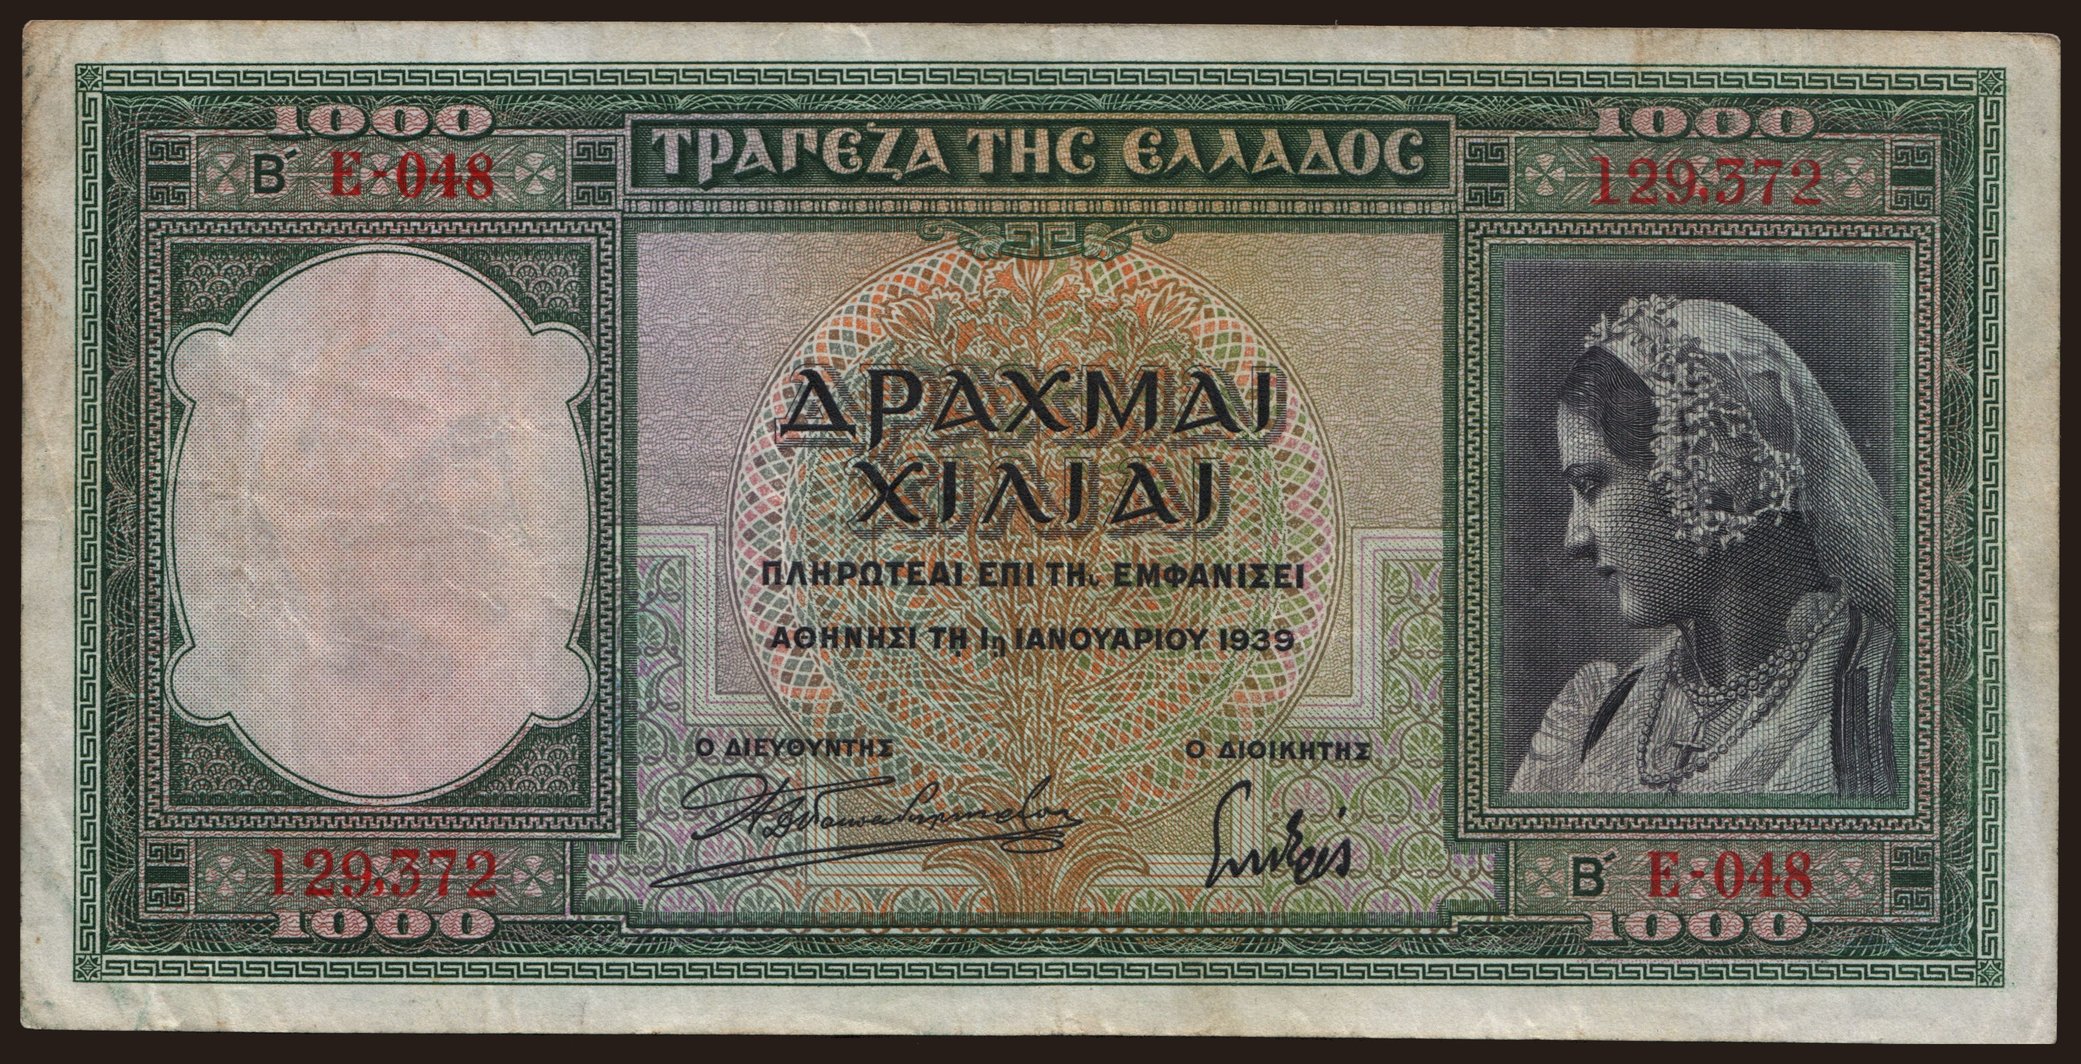 1000
1000
ΤΡΑΠΕΖΑ ΤΗΣ ΕΛΛΑΔΟΣ
Β΄ E-048
129,372
ΔΡΑΧΜΑΙ
ΧΙΛΙΑΙ
ΠΛΗΡΩΤΕΑΙ ΕΠΙ ΤΗι ΕΜΦΑΝΙΣΕΙ
ΑΘΗΝΗΣΙ ΤΗ 1η ΙΑΝΟΥΑΡΙΟΥ 1939
Ο ΔΙΕΥΘΥΝΤΗΣ
Ο ΔΙΟΙΚΗΤΗΣ
129,372
Β΄ E-048
1000
1000